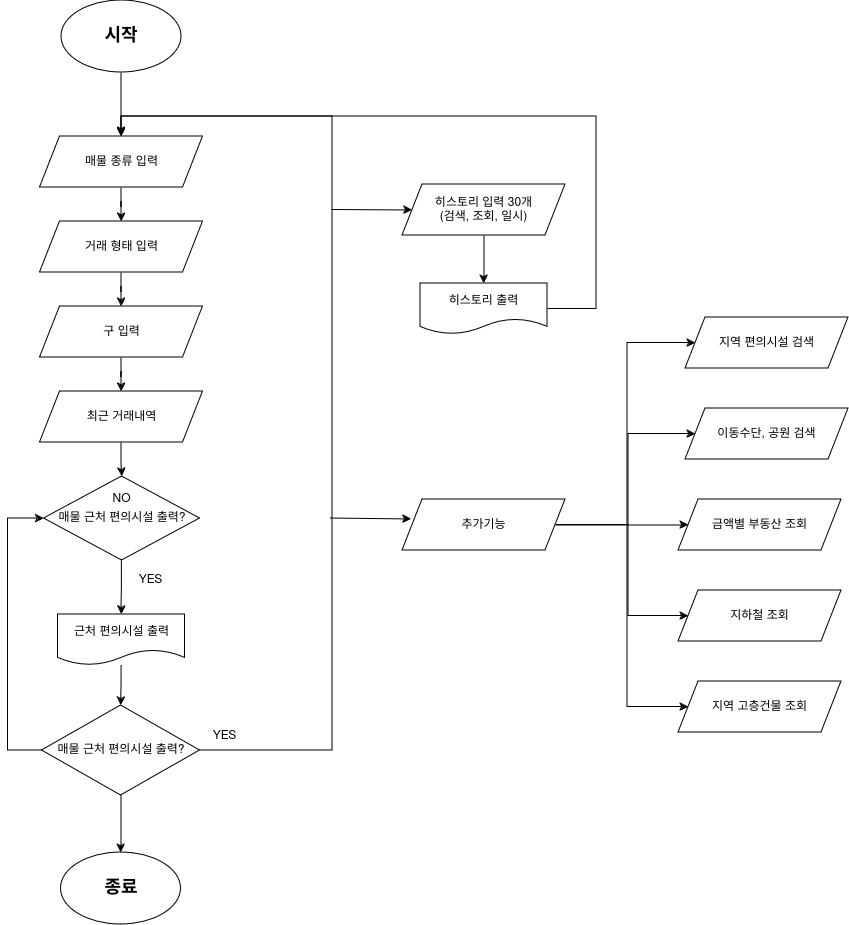 시작
매물 종류 입력
거래 형태 입력
구 입력
최근 거래내역
NO
매물 근처 편의시설 출력?
YES
근처 편의시설 출력
매물 근처 편의시설 출력?
YES
종료
히스토리 입력 30개
(검색, 조회, 일시)
히스토리 출력
추가기능
지역 편의시설 검색
이동수단, 공원 검색
금액별 부동산 조회
지하철 조회
지역 고층건물 조회